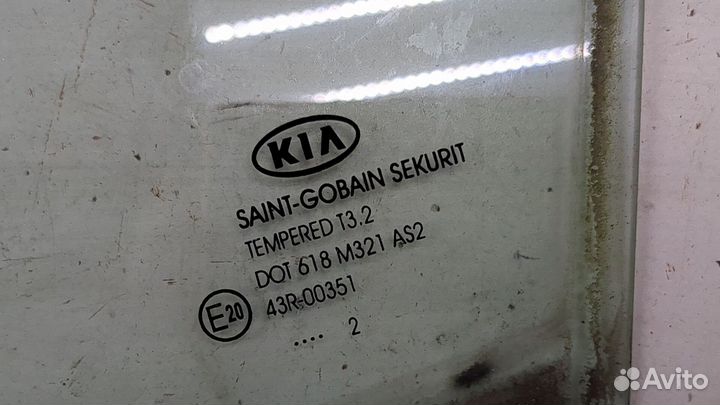 KIA
SAINT-GOBAIN SEKURIT
TEMPERED T3.2
DOT 618 M321 AS2
43R-00351
E20
.... 2
Avito